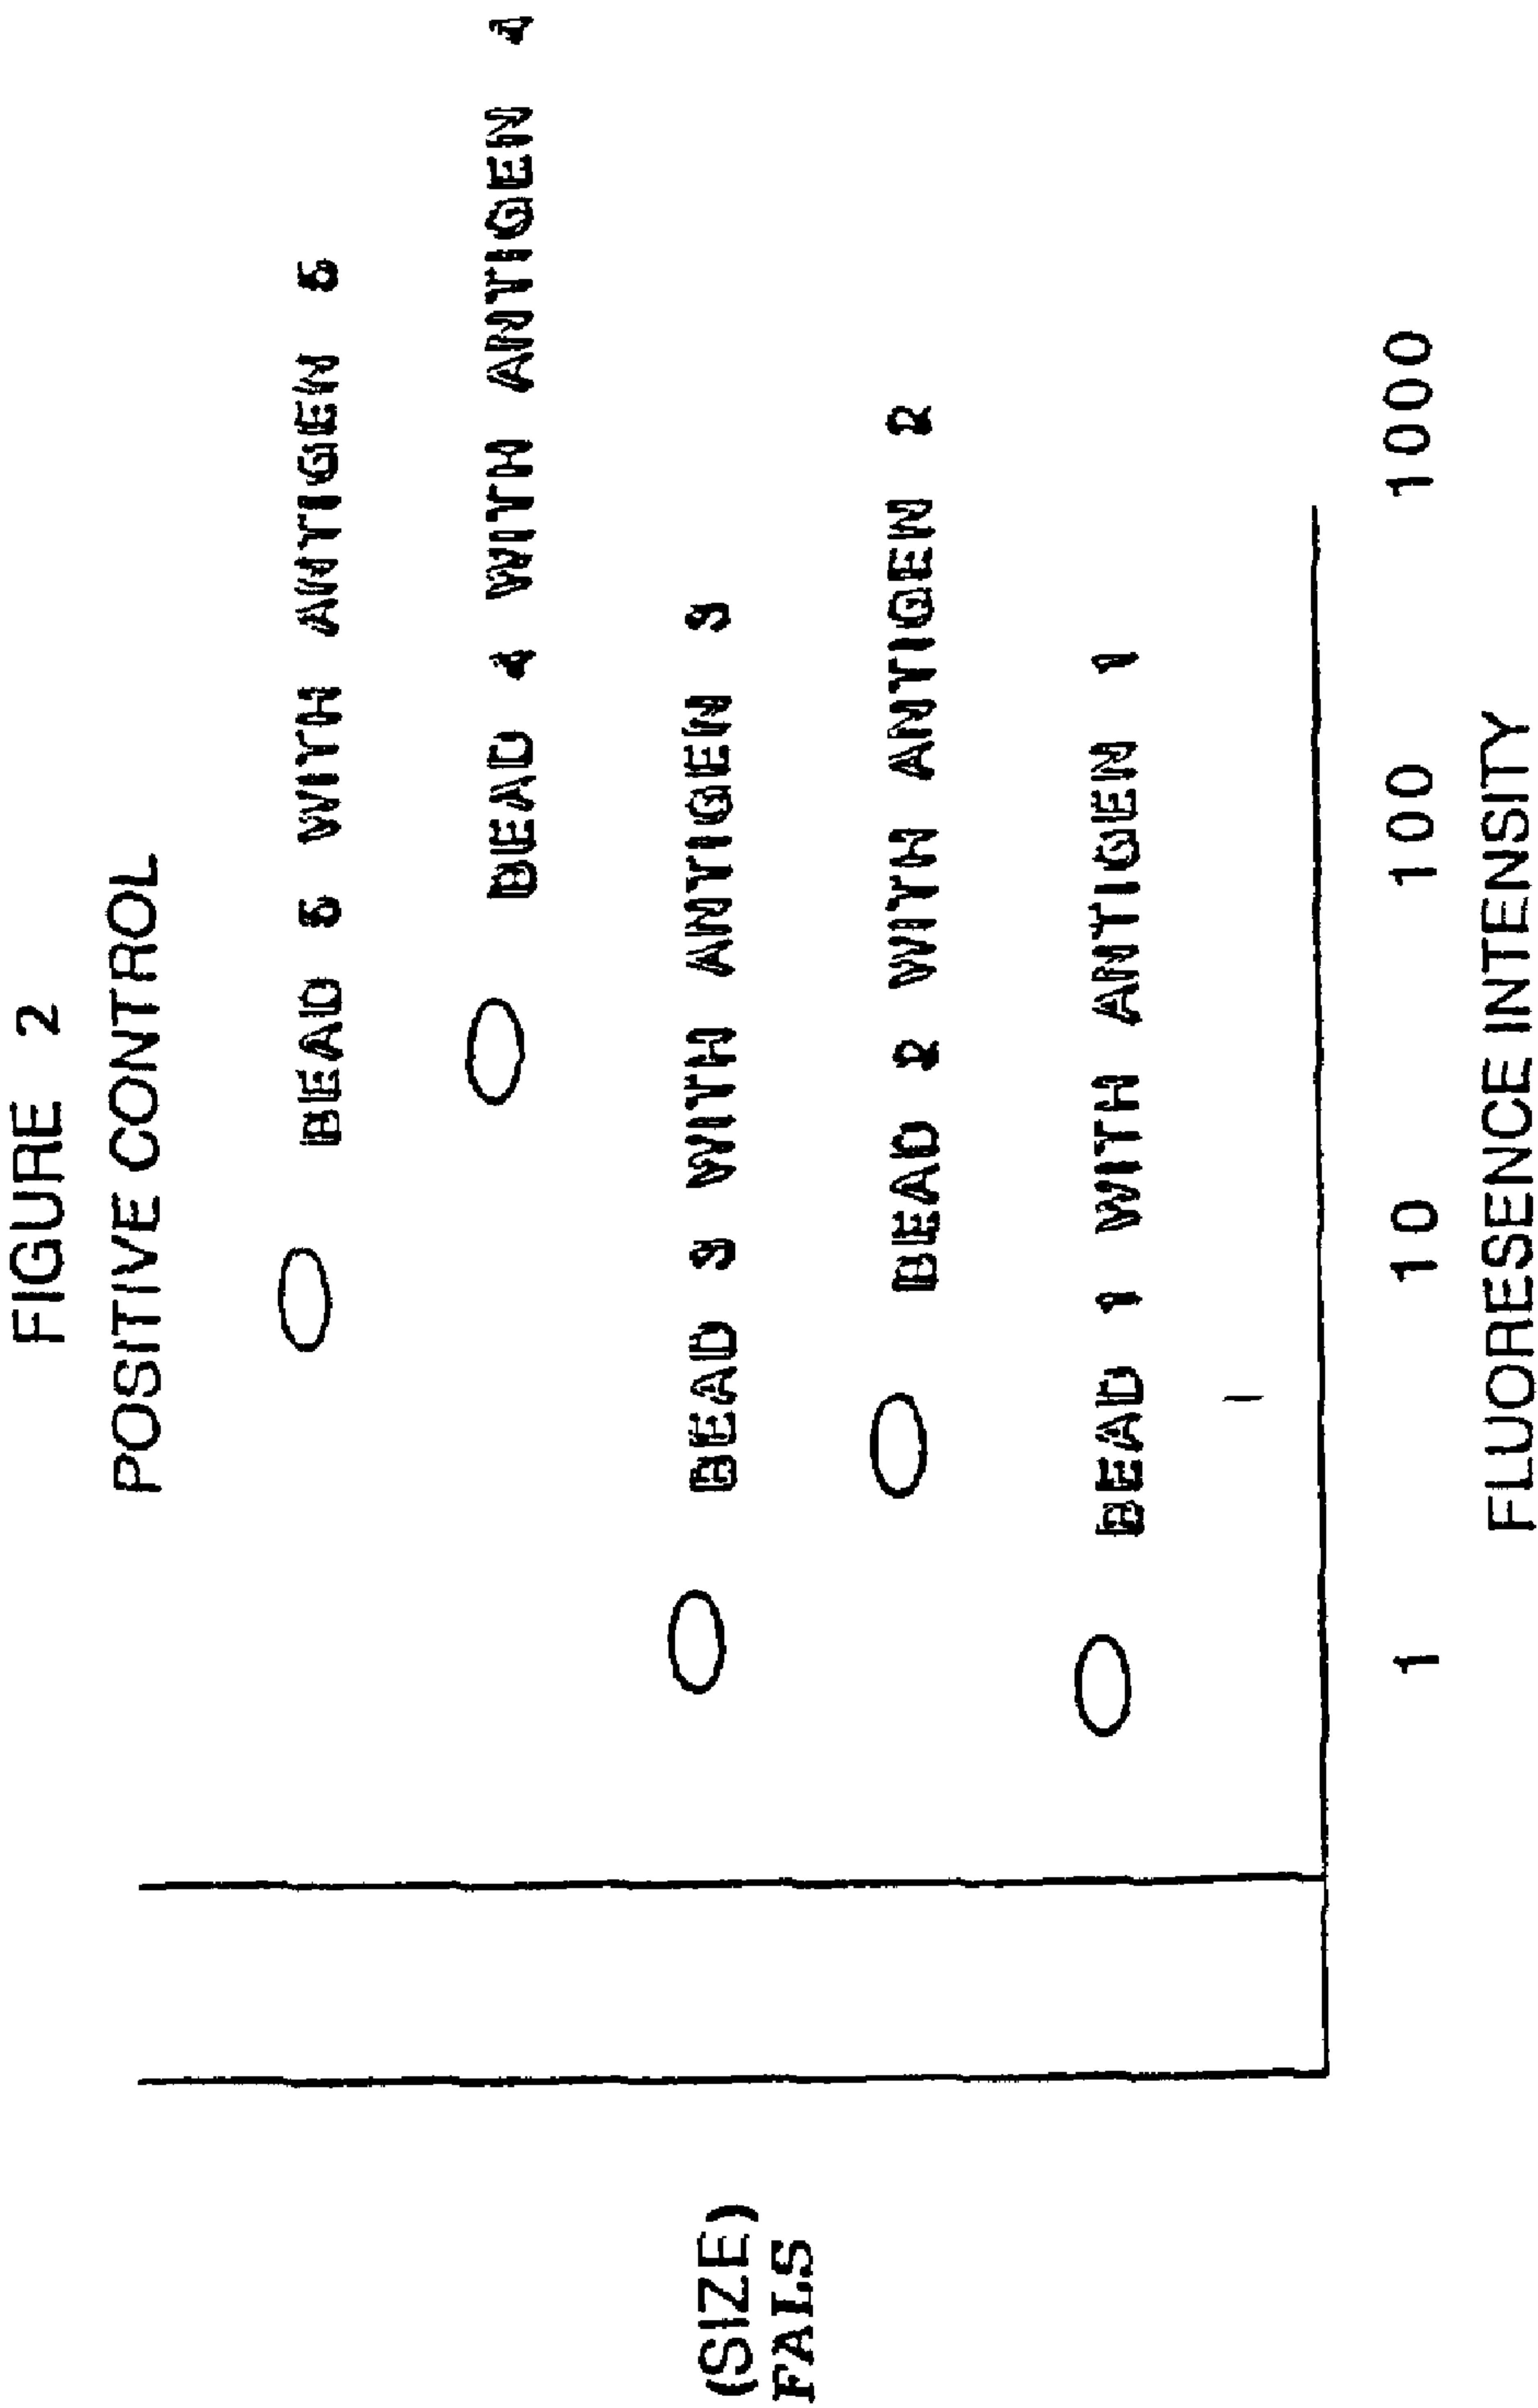 FIGURE 2
POSITIVE CONTROL
BEAD 5 WITH ANTIGEN 5
BEAD 4 WITH ANTIGEN 4
BEAD 3 WITH ANTIGEN 3
BEAD 2 WITH ANTIGEN 2
BEAD 1 WITH ANTIGEN 1
(SIZE)
FALS
1 10 100 1000
FLUORESENCE INTENSITY